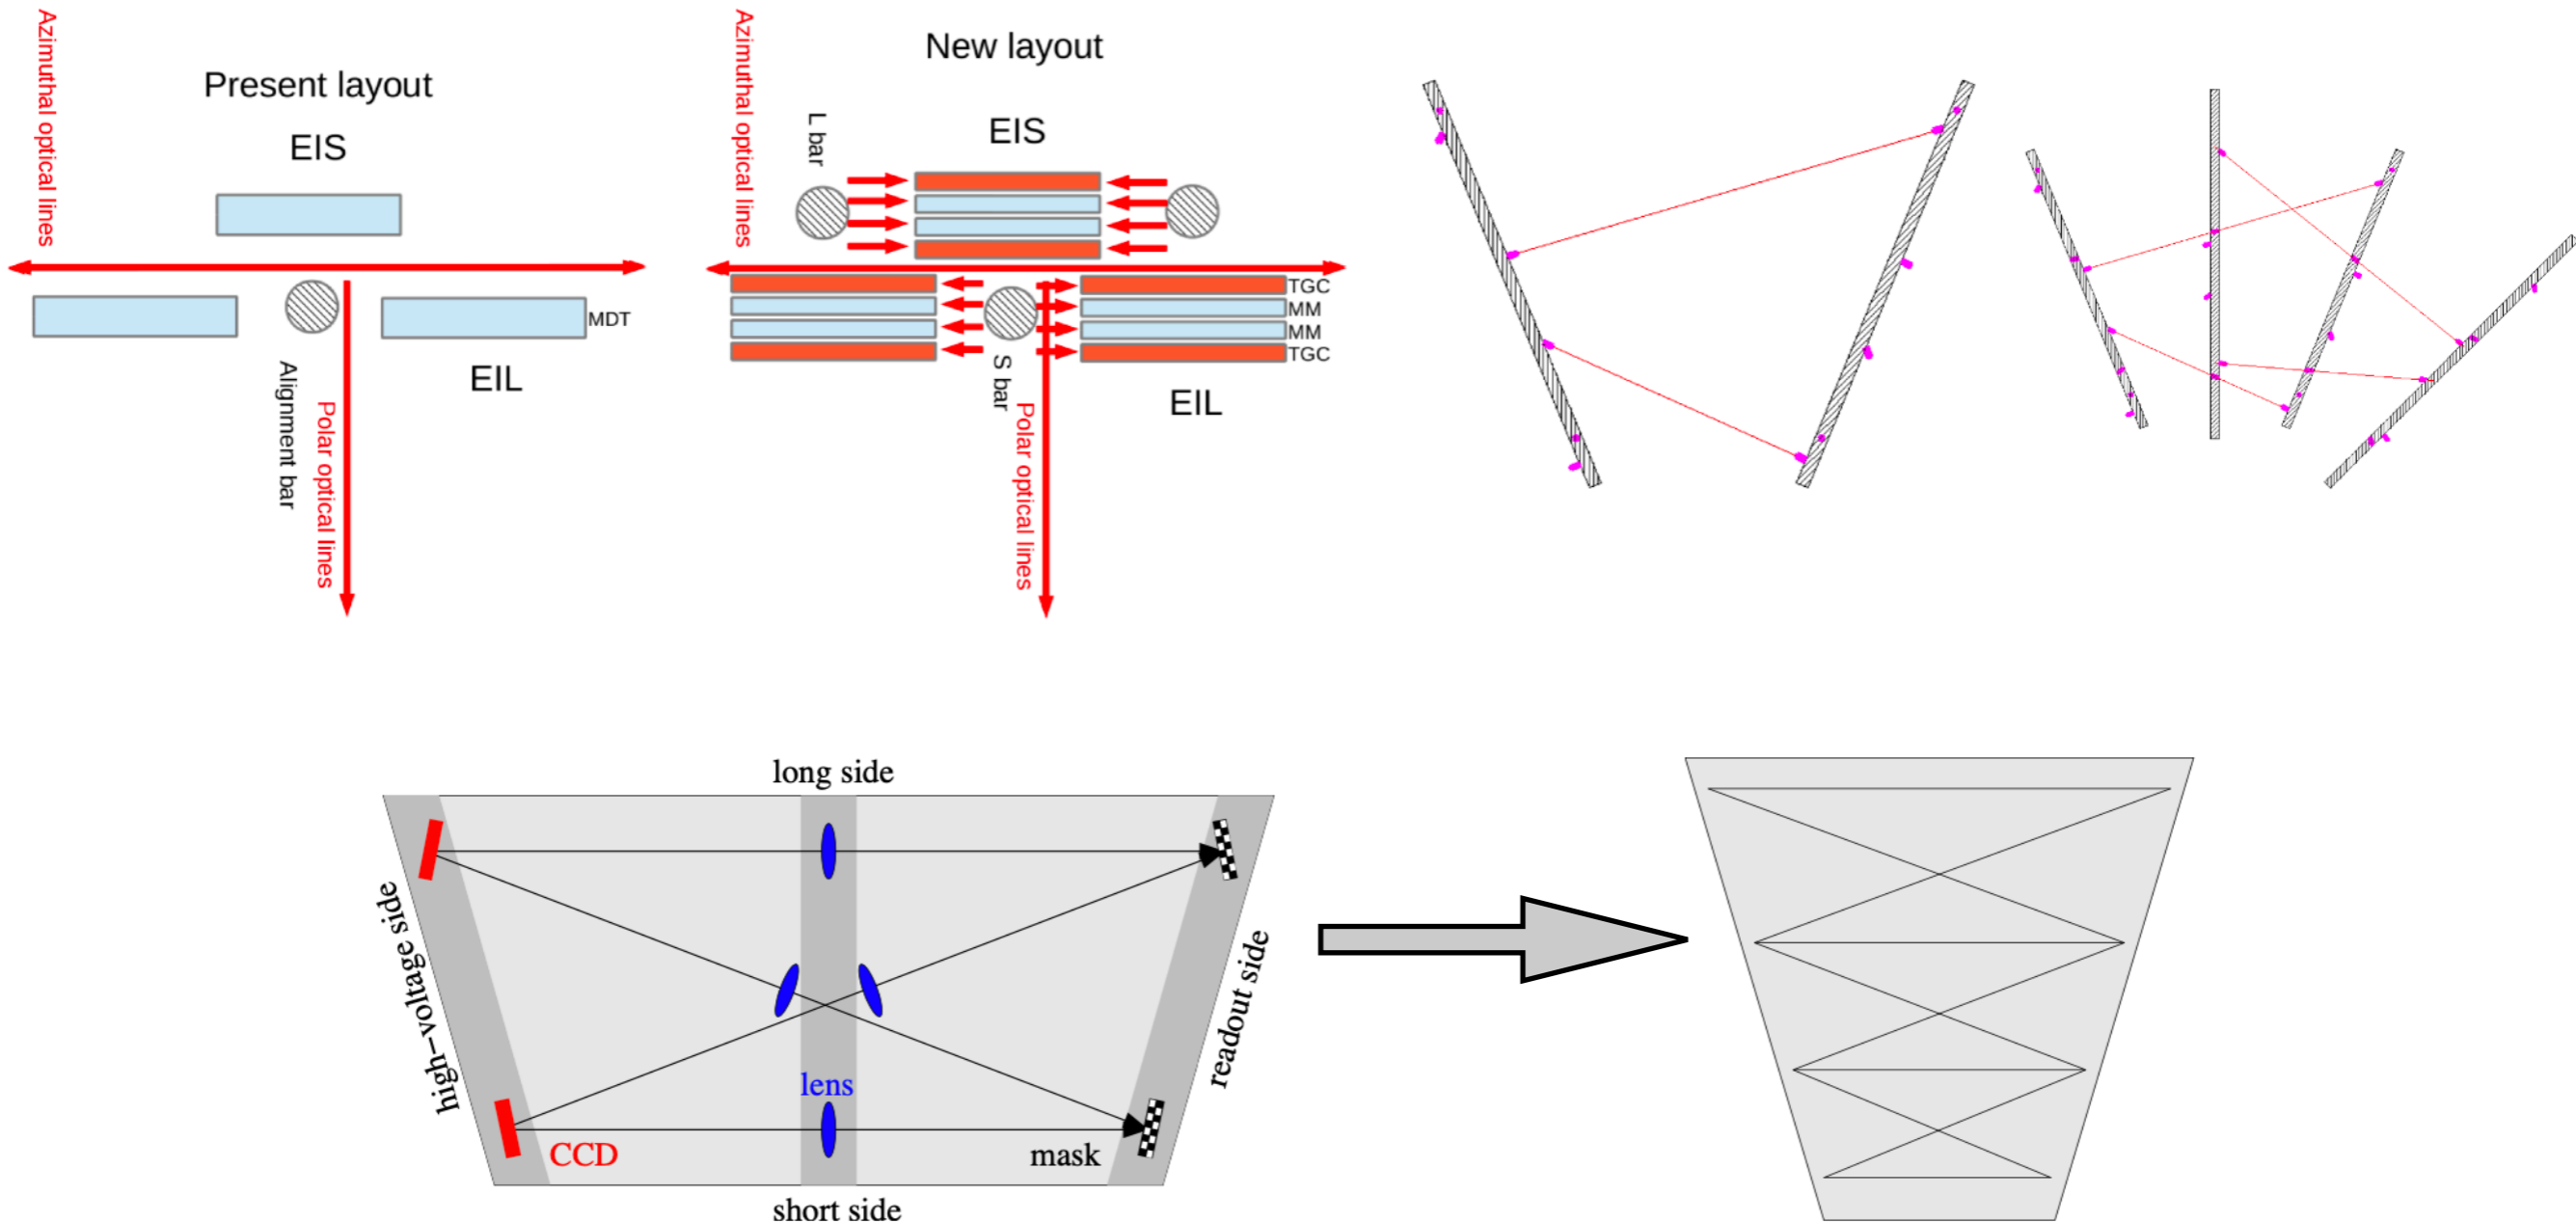 Azimuthal optical lines
Present layout
EIS
MDT
EIL
Alignment bar
Polar optical lines
Azimuthal optical lines
New layout
L bar
EIS
TGC
MM
MM
TGC
S bar
EIL
Polar optical lines
long side
high-voltage side
readout side
lens
CCD
mask
short side